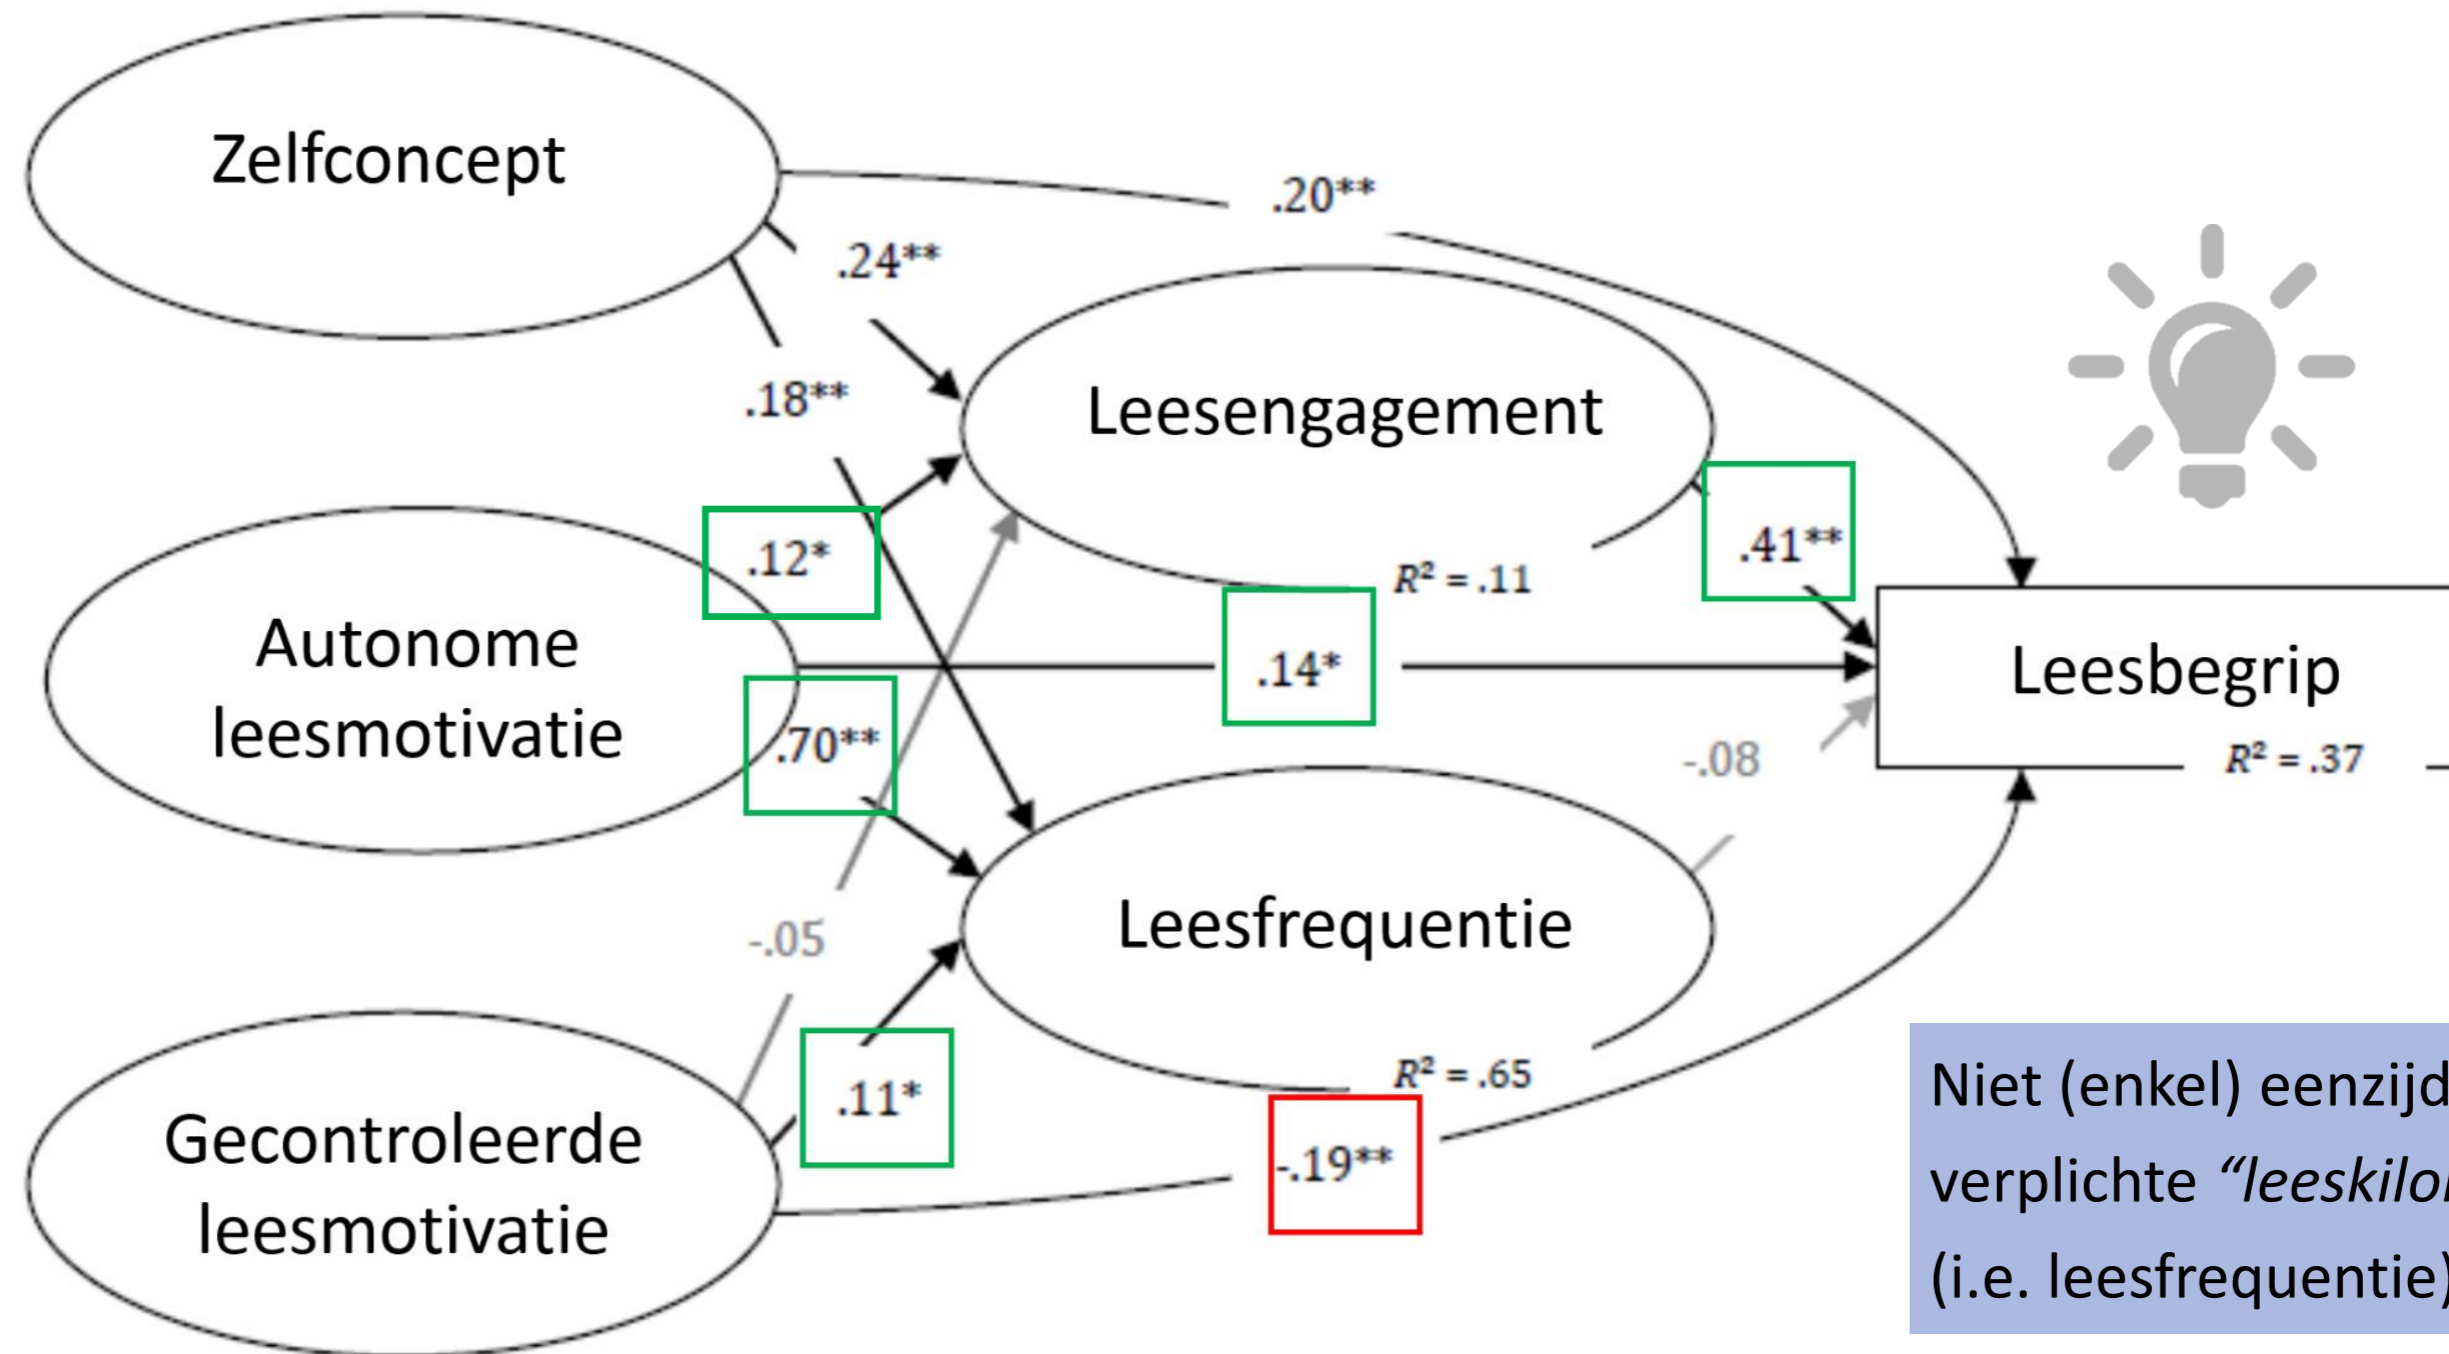 Zelfconcept
.20**
.24**
.18**
Leesengagement
.12*
.41**
R² = .11
Autonome
leesmotivatie
.14*
Leesbegrip
.70**
-.08
R² = .37
-.05
Leesfrequentie
.11*
R² = .65
Gecontroleerde
leesmotivatie
-.19**
Niet (enkel)
verplichte
(i.e. leesfrequentie)